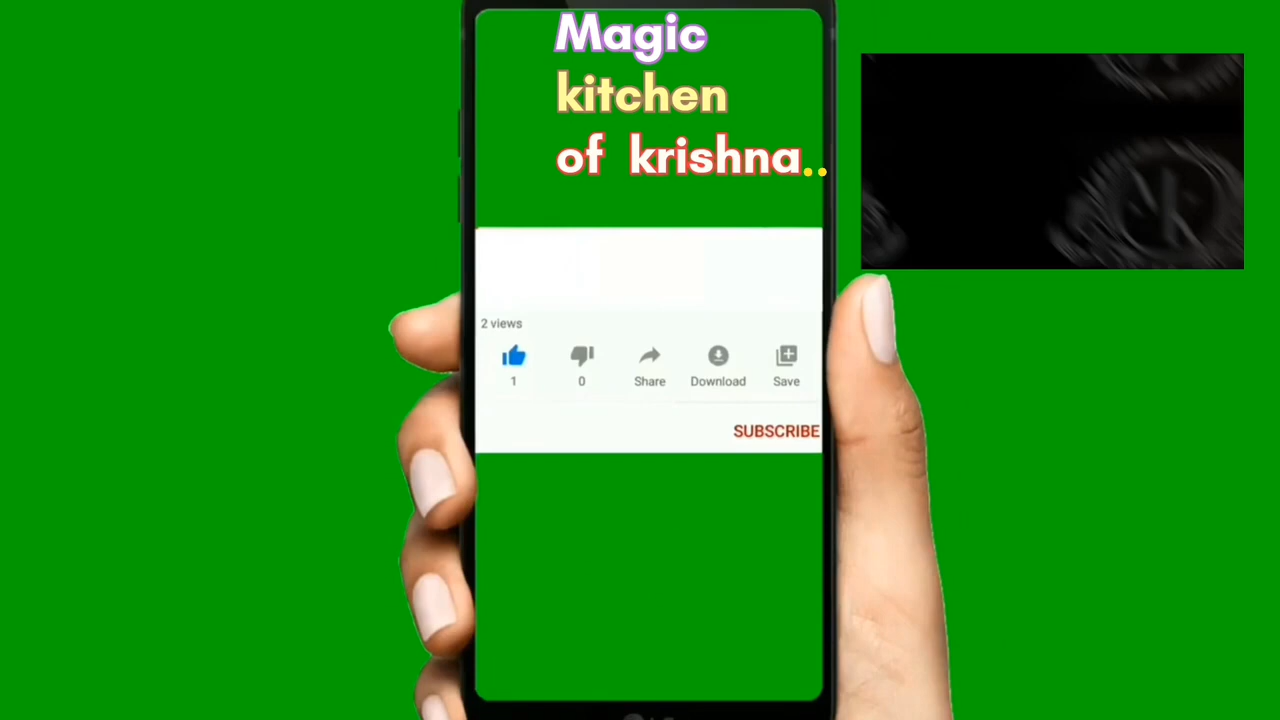 Magic
kitchen
of krishna..
2 views
1 0 Share Download Save
SUBSCRIBE